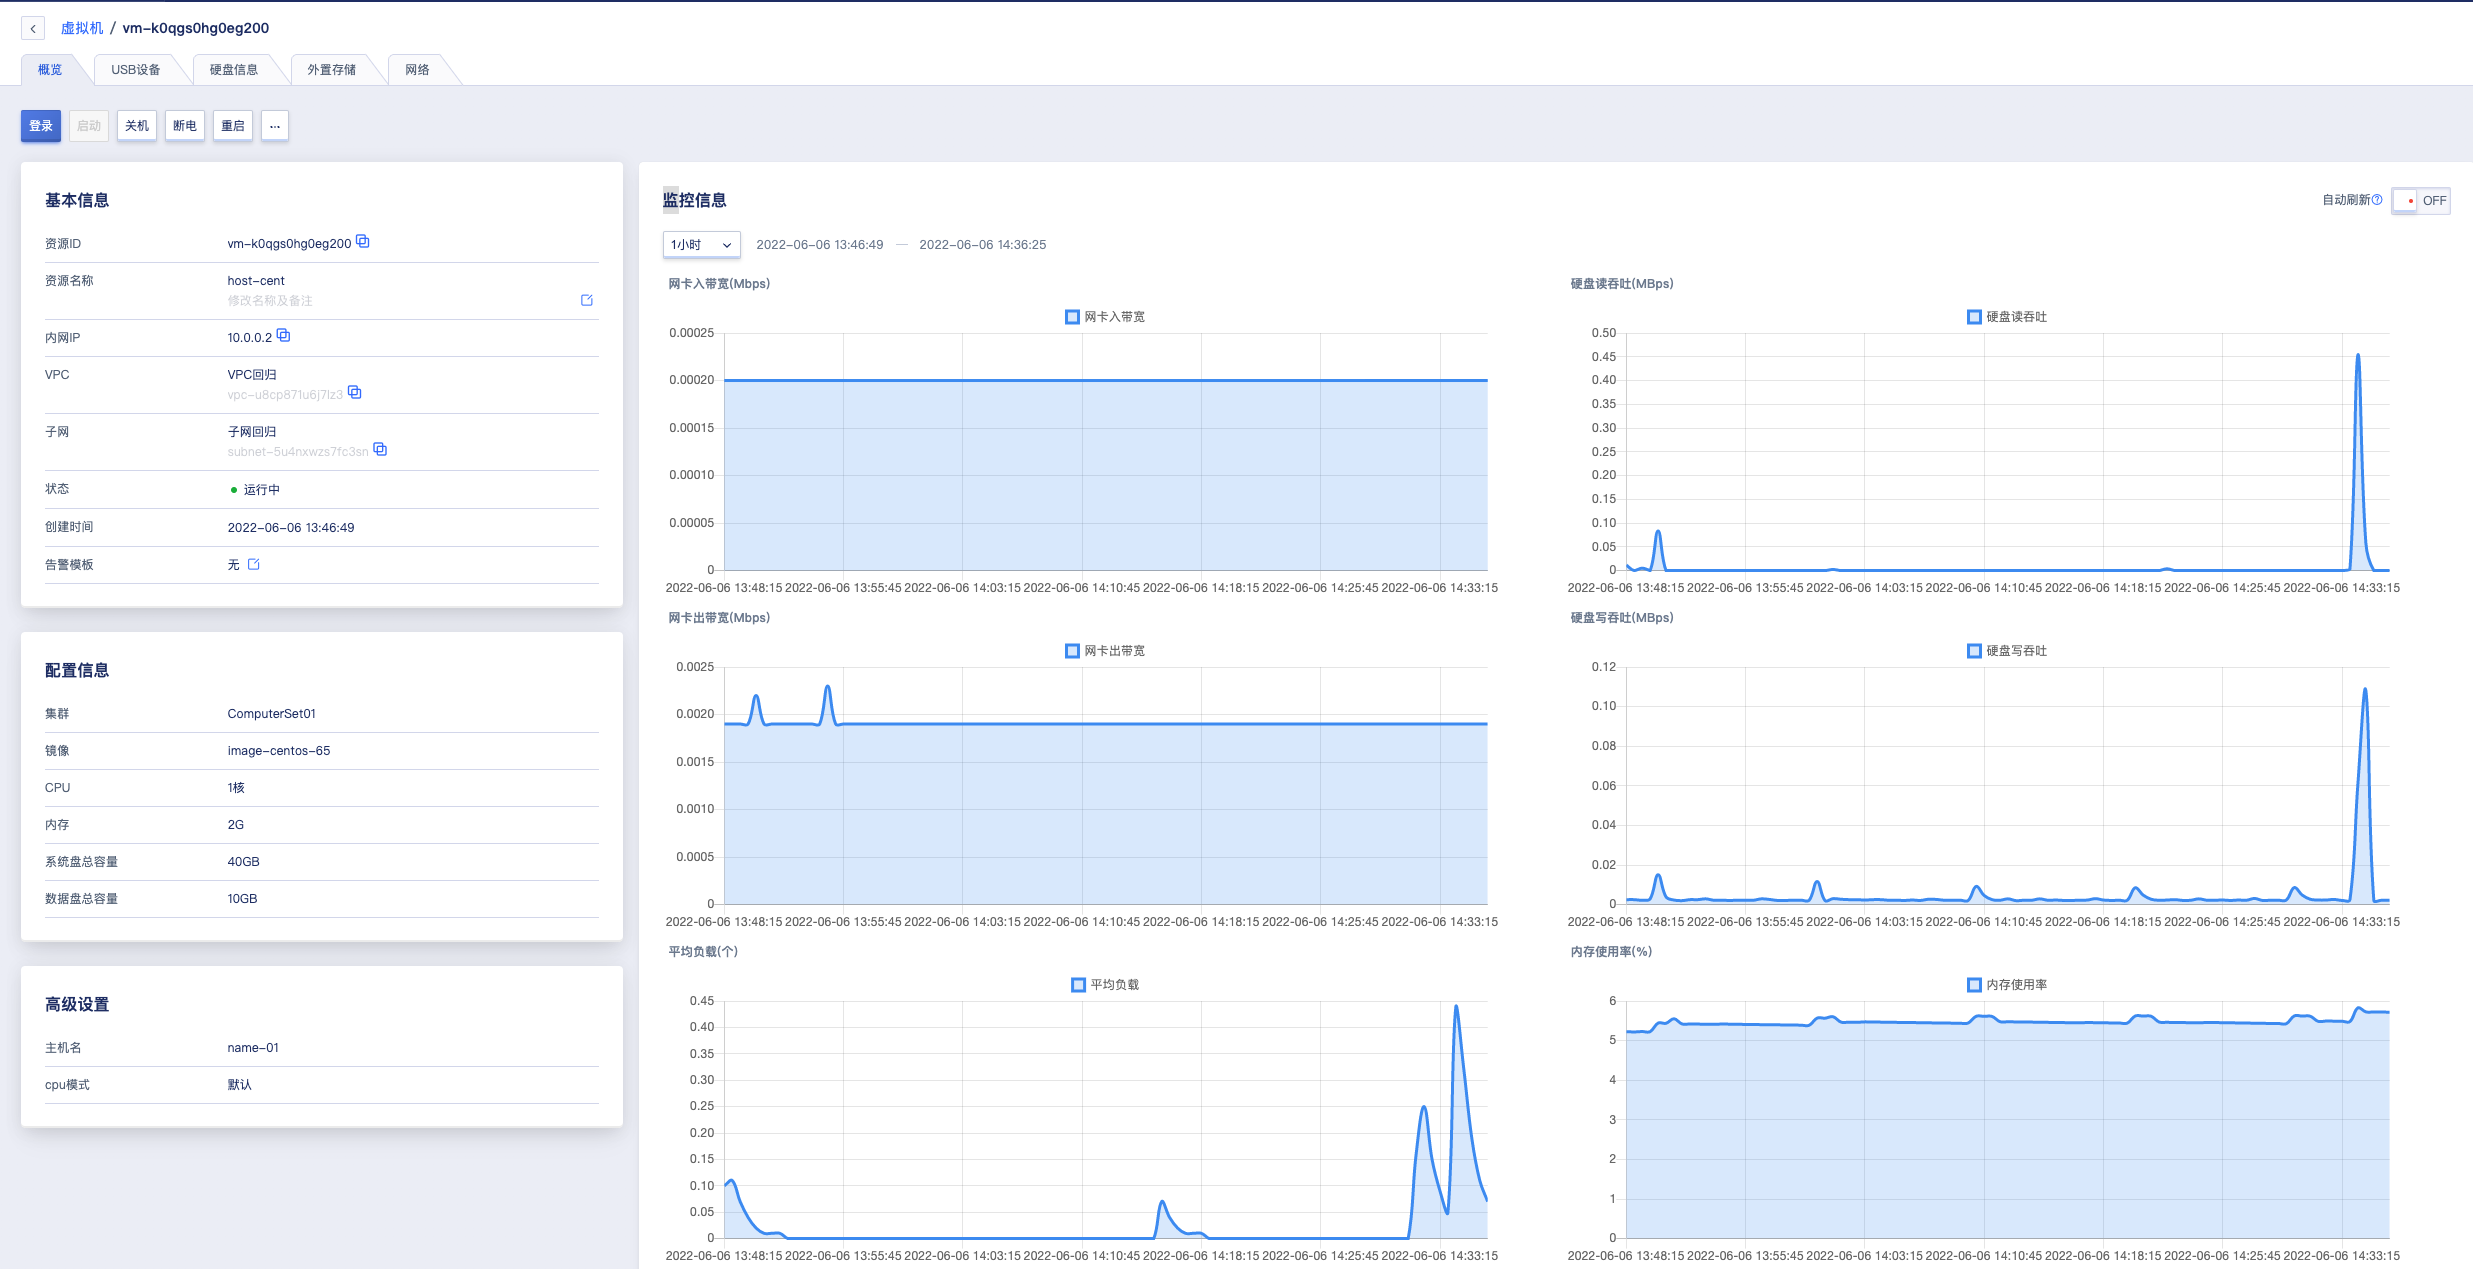 虚拟机 / vm-k0qgs0hg0eg200
概览 USB设备 硬盘信息 外置存储 网络
登录 启动 关机 断电 重启 ...
基本信息
资源ID vm-k0qgs0hg0eg200
资源名称 host-cent
修改名称及备注
内网IP 10.0.0.2
VPC VPC回归
vpc-u8cp871u6j7lz3
子网 子网回归
subnet-5u4nxwzs7fc3sn
状态 运行中
创建时间 2022-06-06 13:46:49
告警模板 无
配置信息
集群 ComputerSet01
镜像 image-centos-65
CPU 1核
内存 2G
系统盘总容量 40GB
数据盘总容量 10GB
高级设置
主机名 name-01
cpu模式 默认
监控信息
自动刷新 OFF
1小时 2022-06-06 13:46:49 — 2022-06-06 14:36:25
网卡入带宽(Mbps)
网卡入带宽
0.00025
0.00020
0.00015
0.00010
0.00005
0
2022-06-06 13:48:15 2022-06-06 13:55:45 2022-06-06 14:03:15 2022-06-06 14:10:45 2022-06-06 14:18:15 2022-06-06 14:25:45 2022-06-06 14:33:15
硬盘读吞吐(MBps)
硬盘读吞吐
0.50
0.45
0.40
0.35
0.30
0.25
0.20
0.15
0.10
0.05
0
2022-06-06 13:48:15 2022-06-06 13:55:45 2022-06-06 14:03:15 2022-06-06 14:10:45 2022-06-06 14:18:15 2022-06-06 14:25:45 2022-06-06 14:33:15
网卡出带宽(Mbps)
网卡出带宽
0.0025
0.0020
0.0015
0.0010
0.0005
0
2022-06-06 13:48:15 2022-06-06 13:55:45 2022-06-06 14:03:15 2022-06-06 14:10:45 2022-06-06 14:18:15 2022-06-06 14:25:45 2022-06-06 14:33:15
硬盘写吞吐(MBps)
硬盘写吞吐
0.12
0.10
0.08
0.06
0.04
0.02
0
2022-06-06 13:48:15 2022-06-06 13:55:45 2022-06-06 14:03:15 2022-06-06 14:10:45 2022-06-06 14:18:15 2022-06-06 14:25:45 2022-06-06 14:33:15
平均负载(个)
平均负载
0.45
0.40
0.35
0.30
0.25
0.20
0.15
0.10
0.05
0
2022-06-06 13:48:15 2022-06-06 13:55:45 2022-06-06 14:03:15 2022-06-06 14:10:45 2022-06-06 14:18:15 2022-06-06 14:25:45 2022-06-06 14:33:15
内存使用率(%)
内存使用率
6
5
4
3
2
1
0
2022-06-06 13:48:15 2022-06-06 13:55:45 2022-06-06 14:03:15 2022-06-06 14:10:45 2022-06-06 14:18:15 2022-06-06 14:25:45 2022-06-06 14:33:15